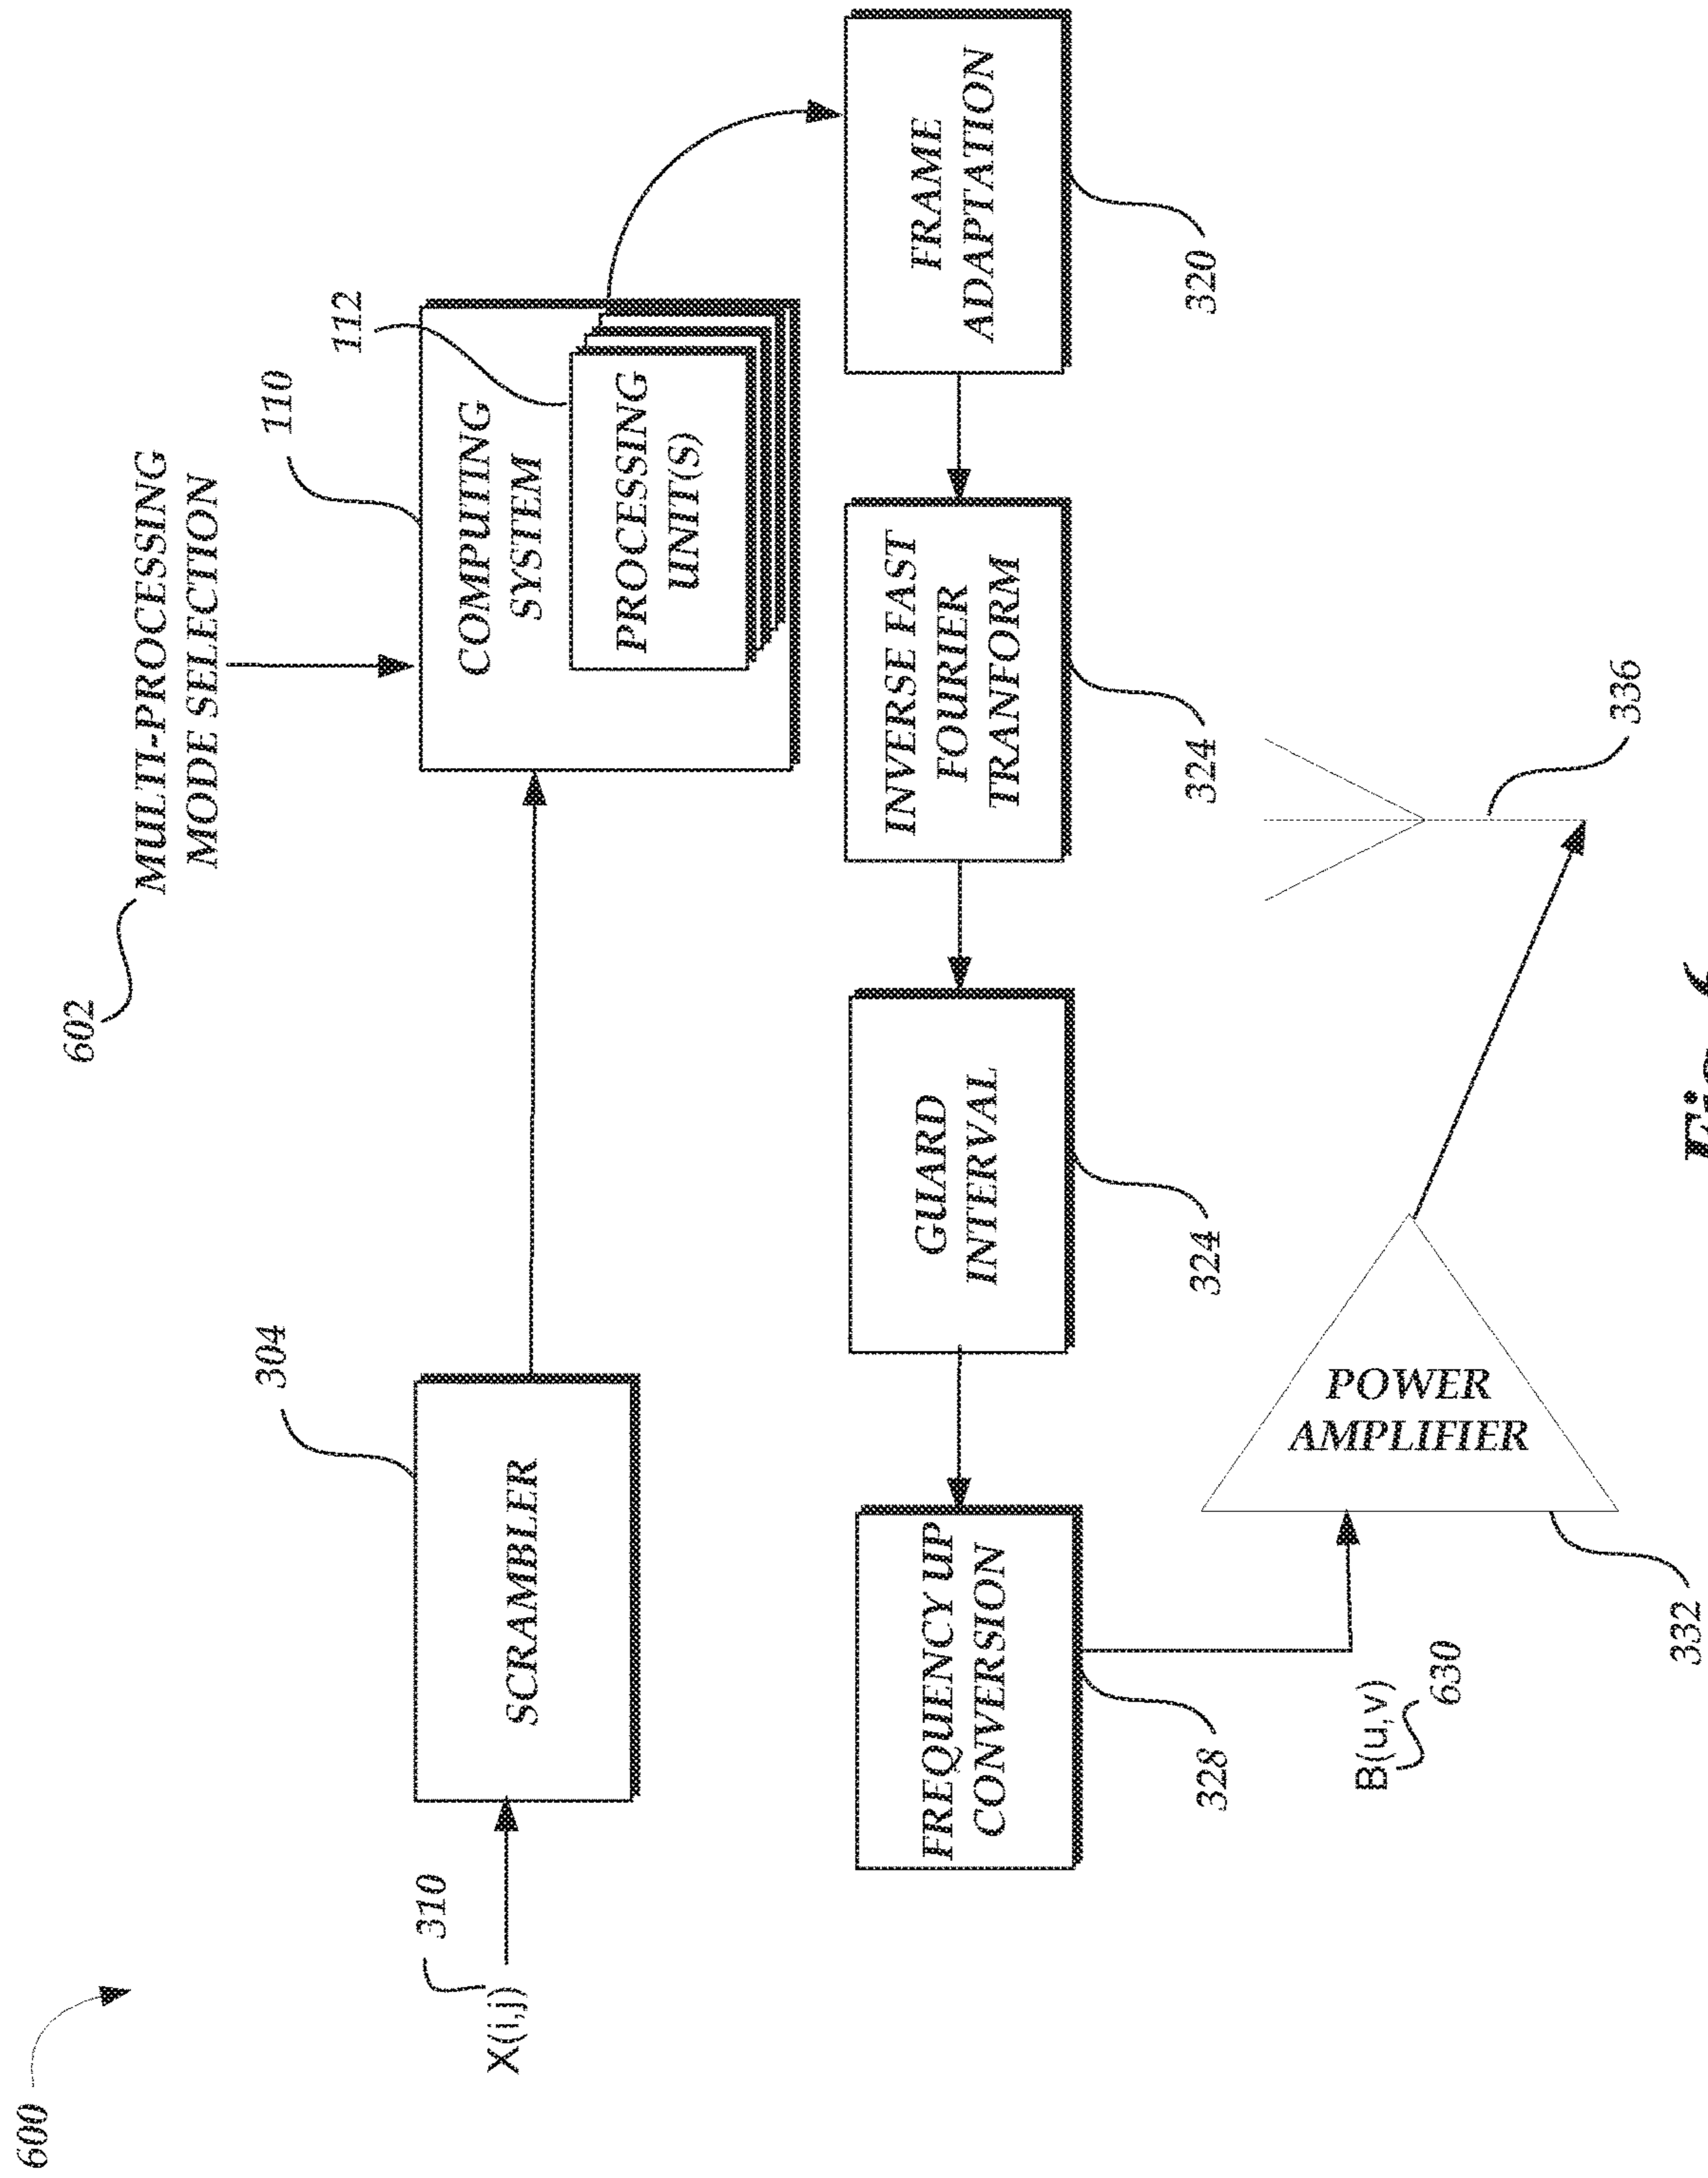 600
602
MULTI-PROCESSING
MODE SELECTION
X(i,j)
310
304
SCRAMBLER
110
COMPUTING
SYSTEM
112
PROCESSING
UNIT(S)
FREQUENCY UP
CONVERSION
328
GUARD
INTERVAL
324
INVERSE FAST
FOURIER
TRANFORM
324
FRAME
ADAPTATION
320
B(u,v)
630
POWER
AMPLIFIER
332
336